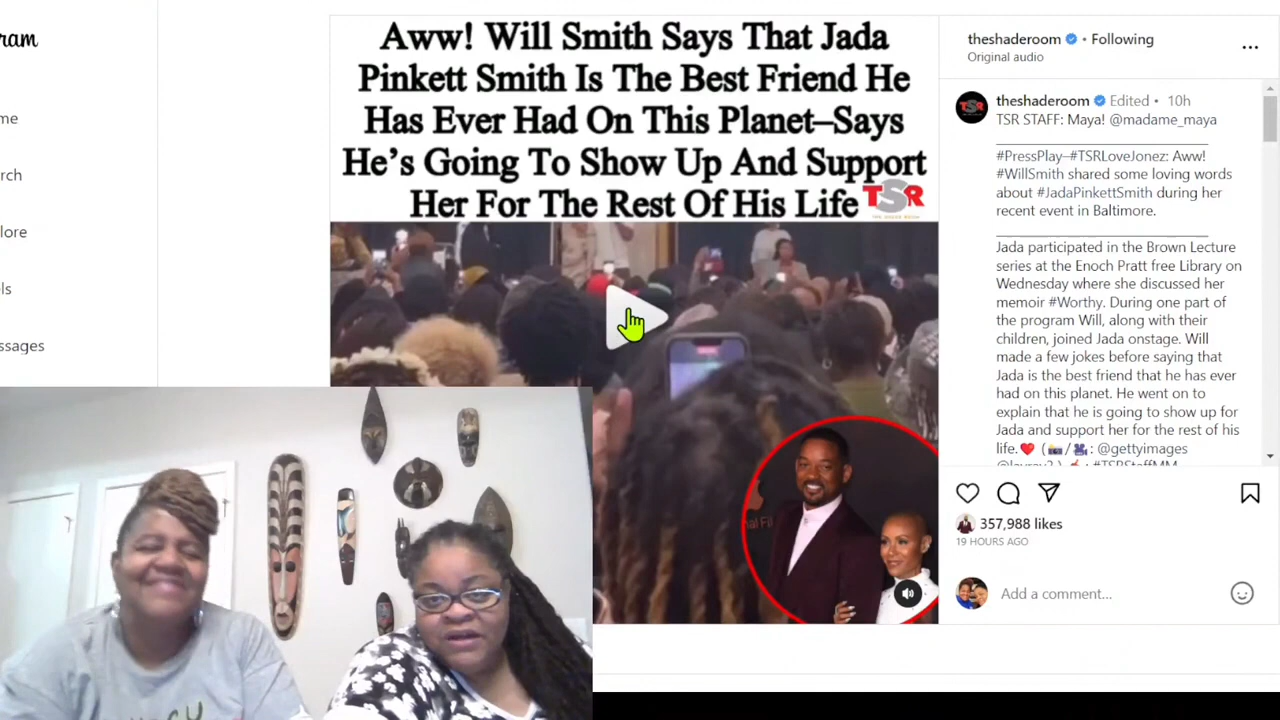 ram
me
rch
lore
ls
ssages
Aww! Will Smith Says That Jada
Pinkett Smith Is The Best Friend He
Has Ever Had On This Planet–Says
He's Going To Show Up And Support
Her For The Rest Of His Life
TSR
theshaderoom • Following
Original audio
theshaderoom Edited • 10h
TSR STAFF: Maya! @madame_maya
#PressPlay–#TSRLoveJonez: Aww!
#WillSmith shared some loving words
about #JadaPinkettSmith during her
recent event in Baltimore.
Jada participated in the Brown Lecture
series at the Enoch Pratt free Library on
Wednesday where she discussed her
memoir #Worthy. During one part of
the program Will, along with their
children, joined Jada onstage. Will
made a few jokes before saying that
Jada is the best friend that he has ever
had on this planet. He went on to
explain that he is going to show up for
Jada and support her for the rest of his
life.❤️ (📸/🎥: @gettyimages
357,988 likes
19 HOURS AGO
Add a comment...